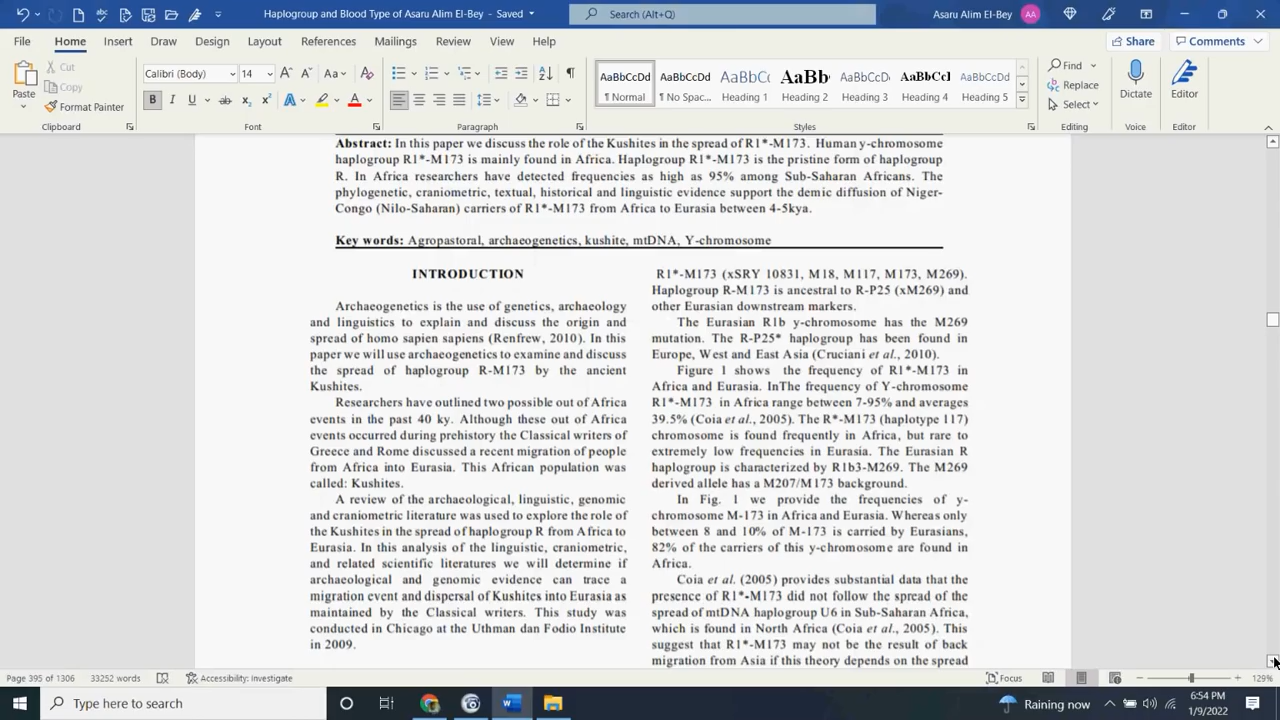 Haplogroup and Blood Type of Asaru Alim El-Bey - Saved
Search (Alt+Q)
Asaru Alim El-Bey
AA
File Home Insert Draw Design Layout References Mailings Review View Help
Share
Comments
Paste
Cut
Copy
Format Painter
Clipboard
Calibri (Body)
14
Font
Paragraph
AaBbCcDd
¶ Normal
AaBbCcDd
¶ No Spac...
AaBbCc
Heading 1
AaBb
Heading 2
AaBbCcDd
Heading 3
AaBbCcI
Heading 4
AaBbCcDd
Heading 5
Styles
Find
Replace
Select
Editing
Dictate
Voice
Editor
Editor
Abstract: In this paper we discuss the role of the Kushites in the spread of R1*-M173. Human y-chromosome
haplogroup R1*-M173 is mainly found in Africa. Haplogroup R1*-M173 is the pristine form of haplogroup
R. In Africa researchers have detected frequencies as high as 95% among Sub-Saharan Africans. The
phylogenetic, craniometric, textual, historical and linguistic evidence support the demic diffusion of Niger-
Congo (Nilo-Saharan) carriers of R1*-M173 from Africa to Eurasia between 4-5kya.
Key words: Agropastoral, archaeogenetics, kushite, mtDNA, Y-chromosome
INTRODUCTION
Archaeogenetics is the use of genetics, archaeology
and linguistics to explain and discuss the origin and
spread of homo sapien sapiens (Renfrew, 2010). In this
paper we will use archaeogenetics to examine and discuss
the spread of haplogroup R-M173 by the ancient
Kushites.
Researchers have outlined two possible out of Africa
events in the past 40 ky. Although these out of Africa
events occurred during prehistory the Classical writers of
Greece and Rome discussed a recent migration of people
from Africa into Eurasia. This African population was
called: Kushites.
A review of the archaeological, linguistic, genomic
and craniometric literature was used to explore the role of
the Kushites in the spread of haplogroup R from Africa to
Eurasia. In this analysis of the linguistic, craniometric,
and related scientific literatures we will determine if
archaeological and genomic evidence can trace a
migration event and dispersal of Kushites into Eurasia as
maintained by the Classical writers. This study was
conducted in Chicago at the Uthman dan Fodio Institute
in 2009.
R1*-M173 (xSRY 10831, M18, M117, M173, M269).
Haplogroup R-M173 is ancestral to R-P25 (xM269) and
other Eurasian downstream markers.
The Eurasian R1b y-chromosome has the M269
mutation. The R-P25* haplogroup has been found in
Europe, West and East Asia (Cruciani et al., 2010).
Figure 1 shows the frequency of R1*-M173 in
Africa and Eurasia. InThe frequency of Y-chromosome
R1*-M173 in Africa range between 7-95% and averages
39.5% (Coia et al., 2005). The R*-M173 (haplotype 117)
chromosome is found frequently in Africa, but rare to
extremely low frequencies in Eurasia. The Eurasian R
haplogroup is characterized by R1b3-M269. The M269
derived allele has a M207/M173 background.
In Fig. 1 we provide the frequencies of y-
chromosome M-173 in Africa and Eurasia. Whereas only
between 8 and 10% of M-173 is carried by Eurasians,
82% of the carriers of this y-chromosome are found in
Africa.
Coia et al. (2005) provides substantial data that the
presence of R1*-M173 did not follow the spread of the
spread of mtDNA haplogroup U6 in Sub-Saharan Africa,
which is found in North Africa (Coia et al., 2005). This
suggest that R1*-M173 may not be the result of back
migration from Asia if this theory depends on the spread
Page 395 of 1306 33252 words Accessibility: Investigate
Focus
129%
Type here to search
Raining now
6:54 PM
1/9/2022